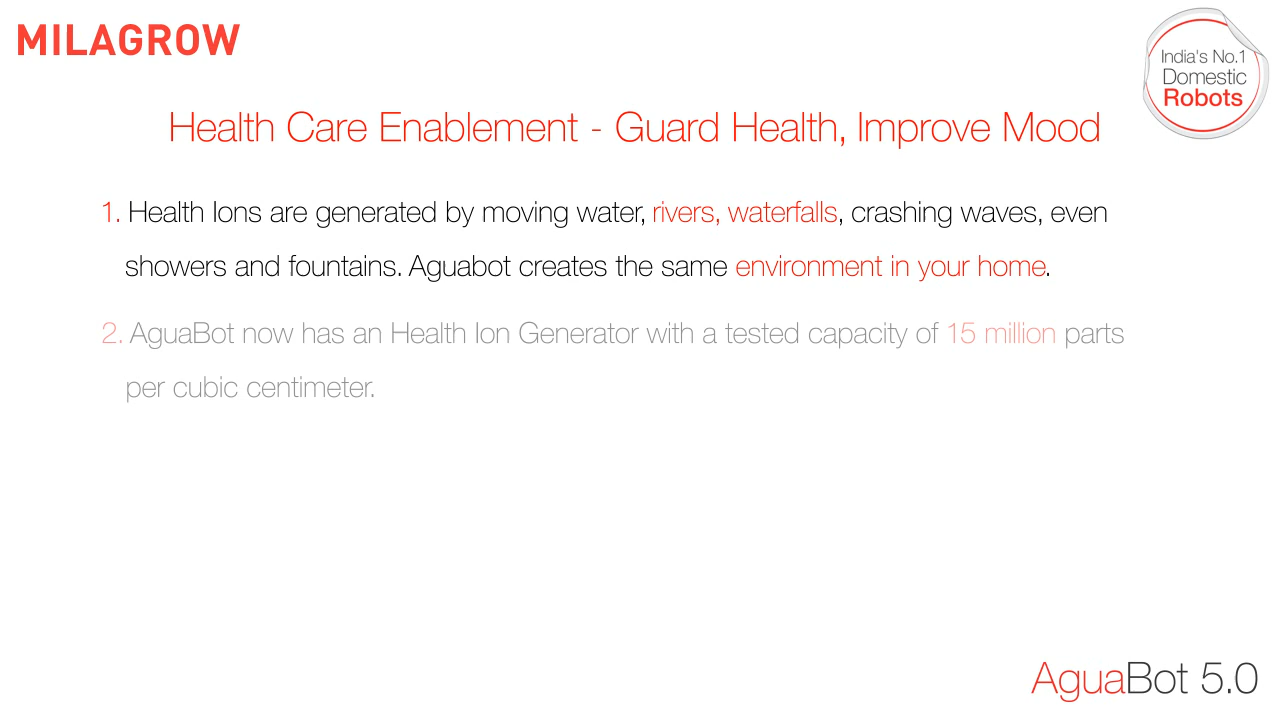 MILAGROW
India's No.1
Domestic
Robots
Health Care Enablement - Guard Health, Improve Mood
1. Health Ions are generated by moving water, rivers, waterfalls, crashing waves, even
showers and fountains. Aguabot creates the same environment in your home.
2. AguaBot now has an Health Ion Generator with a tested capacity of 15 million parts
per cubic centimeter.
AguaBot 5.0